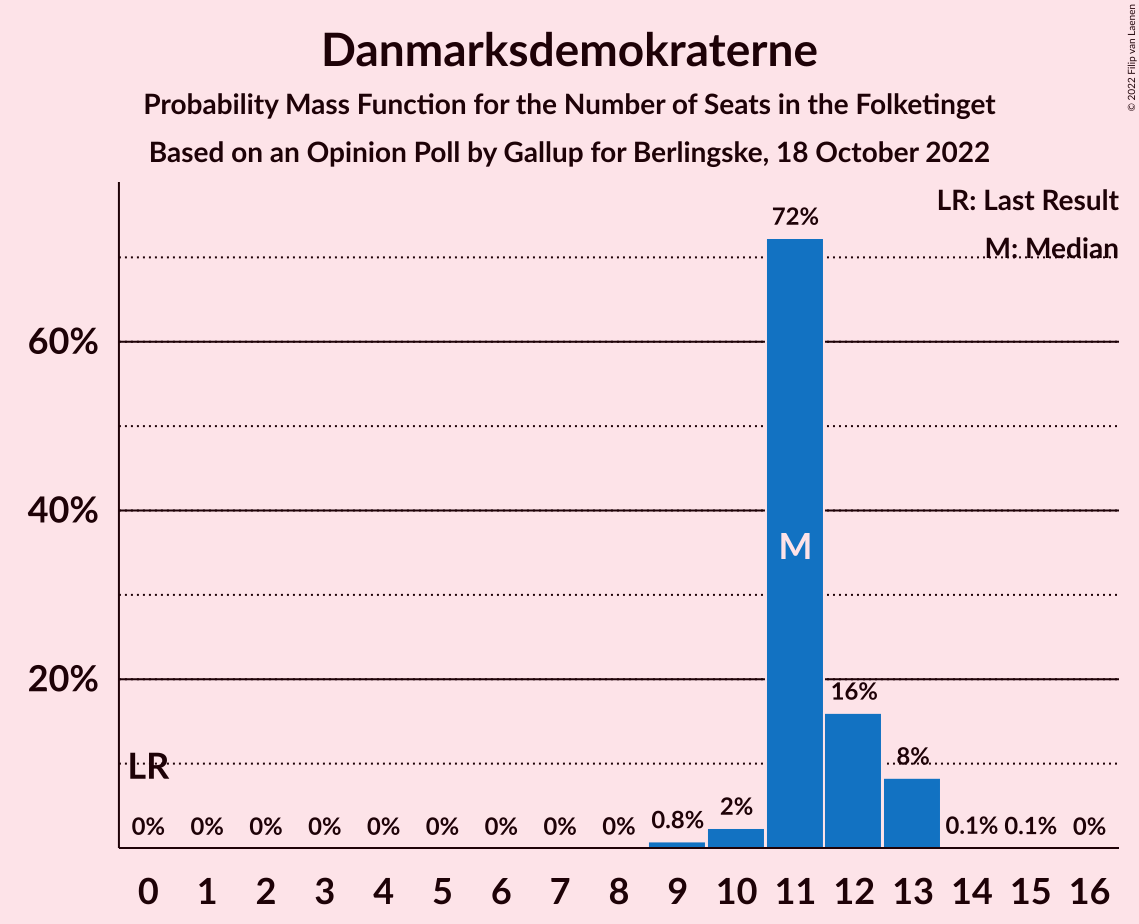 Danmarksdemokraterne
Probability Mass Function for the Number of Seats in the Folketinget
Based on an Opinion Poll by Gallup for Berlingske, 18 October 2022
© 2022 Filip van Laenen
LR: Last Result
M: Median
72%
60%
40%
M
20%
16%
LR
8%
0% 0% 0% 0% 0% 0% 0% 0% 0% 0.8% 2% 0.1% 0.1% 0%
0 1 2 3 4 5 6 7 8 9 10 11 12 13 14 15 16